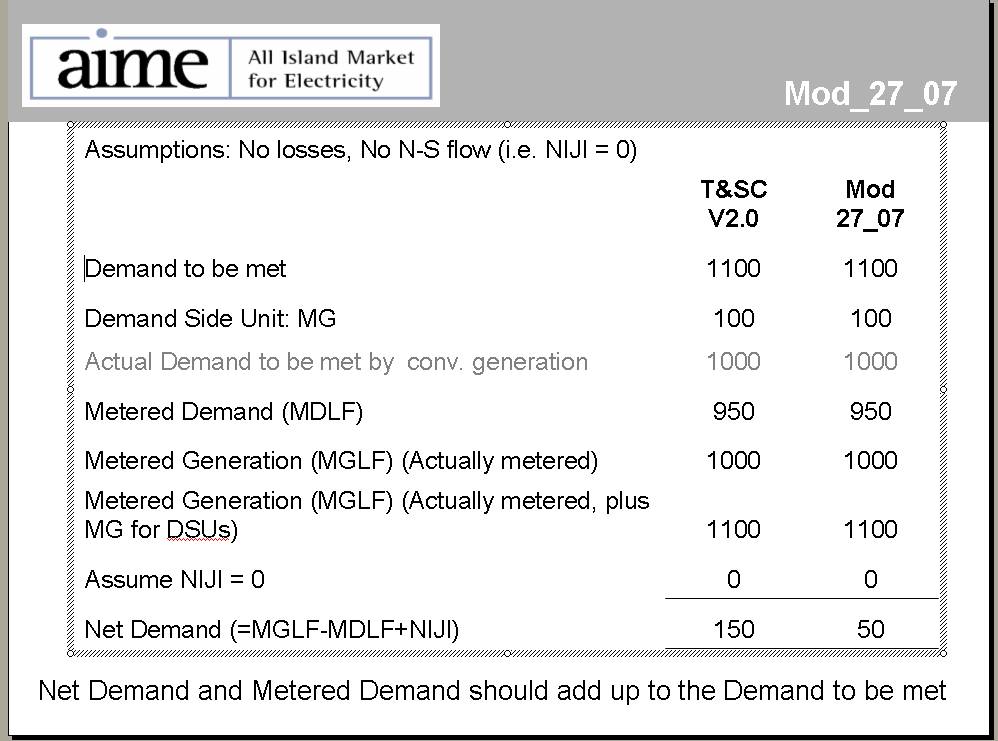 aime
All Island Market
for Electricity
Mod_27_07
Assumptions: No losses, No N-S flow (i.e. NIJI = 0)
T&SC Mod
V2.0 27_07
Demand to be met 1100 1100
Demand Side Unit: MG 100 100
Actual Demand to be met by conv. generation 1000 1000
Metered Demand (MDLF) 950 950
Metered Generation (MGLF) (Actually metered) 1000 1000
Metered Generation (MGLF) (Actually metered, plus
MG for DSUs) 1100 1100
Assume NIJI = 0 0 0
Net Demand (=MGLF-MDLF+NIJI) 150 50
Net Demand and Metered Demand should add up to the Demand to be met